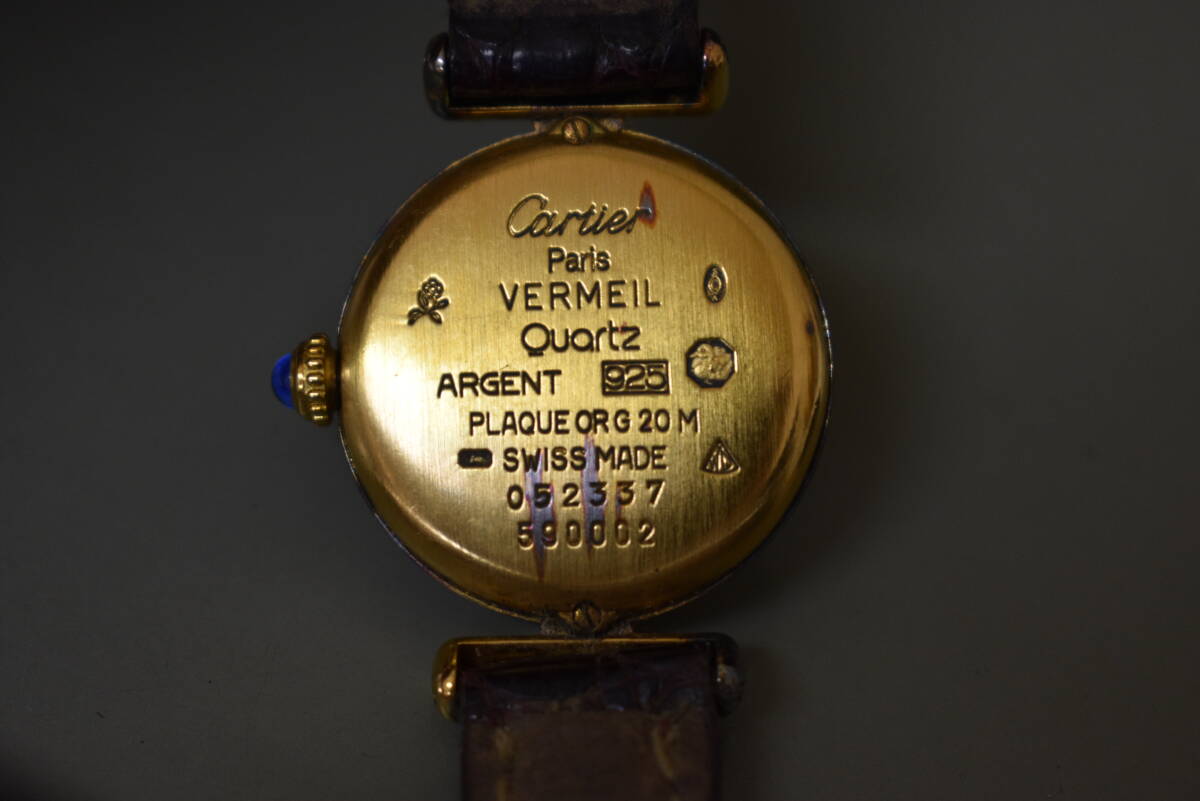 Cartier
Paris
VERMEIL
Quartz
ARGENT 925
PLAQUE OR G 20 M
SWISS MADE
052337
590002